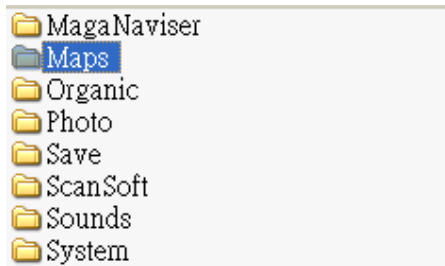 MagaNaviser
Maps
Organic
Photo
Save
ScanSoft
Sounds
System